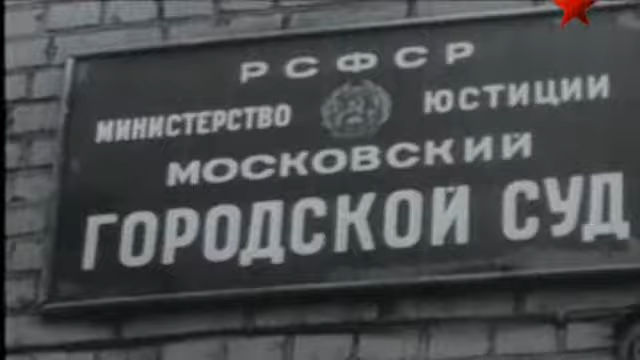 РСФСР
МИНИСТЕРСТВО ЮСТИЦИИ
МОСКОВСКИЙ
ГОРОДСКОЙ СУД